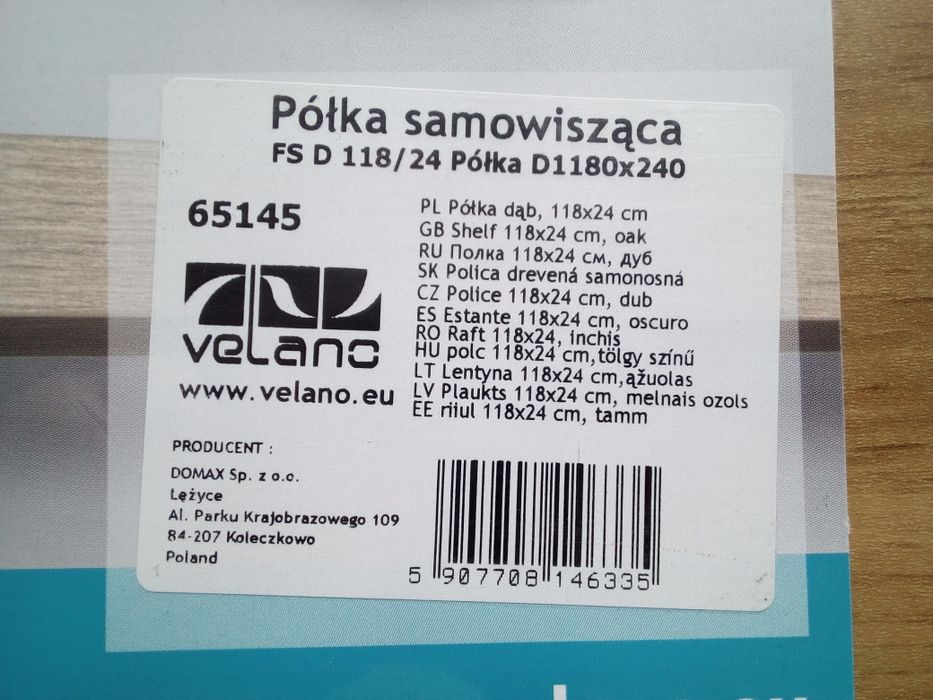 Półka samowisząca
FS D 118/24 Półka D1180x240
65145
velano
www.velano.eu
PL Półka dąb, 118x24 cm
GB Shelf 118x24 cm, oak
RU Полка 118x24 см, дуб
SK Polica drevená samonosná
CZ Police 118x24 cm, dub
ES Estante 118x24 cm, oscuro
RO Raft 118x24, inchis
HU polc 118x24 cm,tölgy színű
LT Lentyna 118x24 cm,ąžuolas
LV Plaukts 118x24 cm, melnais ozols
EE riiul 118x24 cm, tamm
PRODUCENT :
DOMAX Sp. z o.o.
Łężyce
Al. Parku Krajobrazowego 109
84-207 Koleczkowo
Poland
5 907708 146335